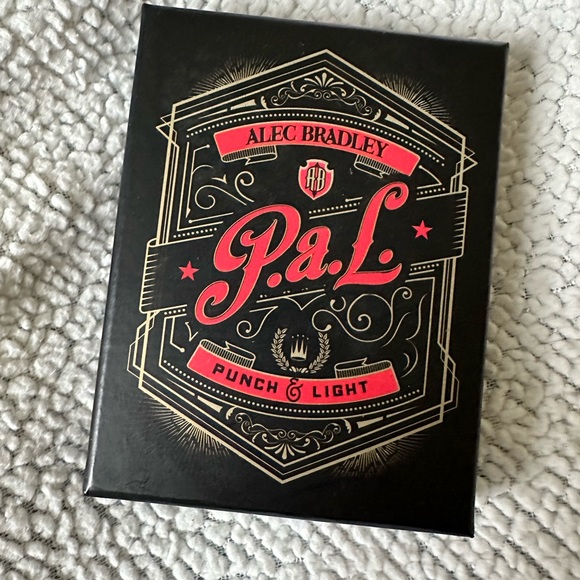 ALEC BRADLEY
AB
P.a.L.
PUNCH & LIGHT